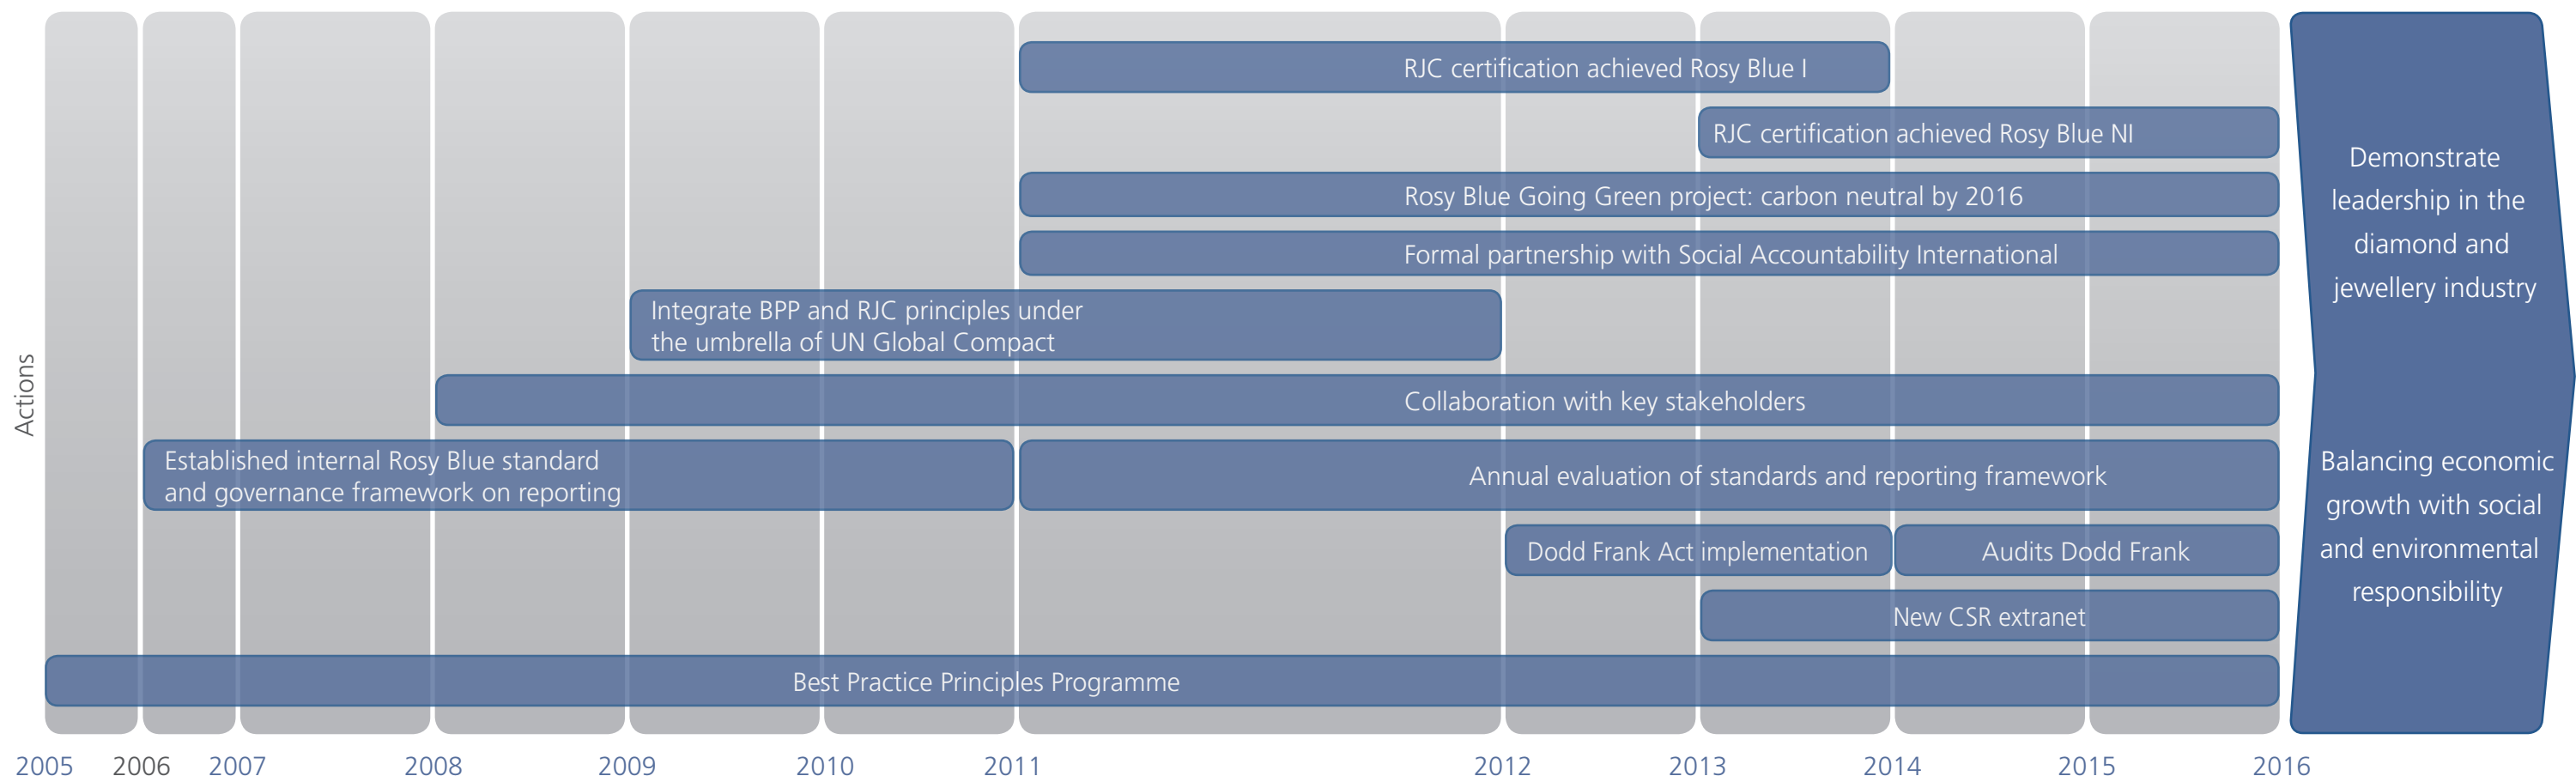 RJC certification achieved Rosy Blue I
RJC certification achieved Rosy Blue NI
Rosy Blue Going Green project: carbon neutral by 2016
Formal partnership with Social Accountability International
Integrate BPP and RJC principles under
the umbrella of UN Global Compact
Collaboration with key stakeholders
Established internal Rosy Blue standard
and governance framework on reporting
Annual evaluation of standards and reporting framework
Dodd Frank Act implementation
Audits Dodd Frank
New CSR extranet
Best Practice Principles Programme
Actions
2005 2006 2007 2008 2009 2010 2011 2012 2013 2014 2015 2016
Demonstrate
leadership in the
diamond and
jewellery industry
Balancing economic
growth with social
and environmental
responsibility